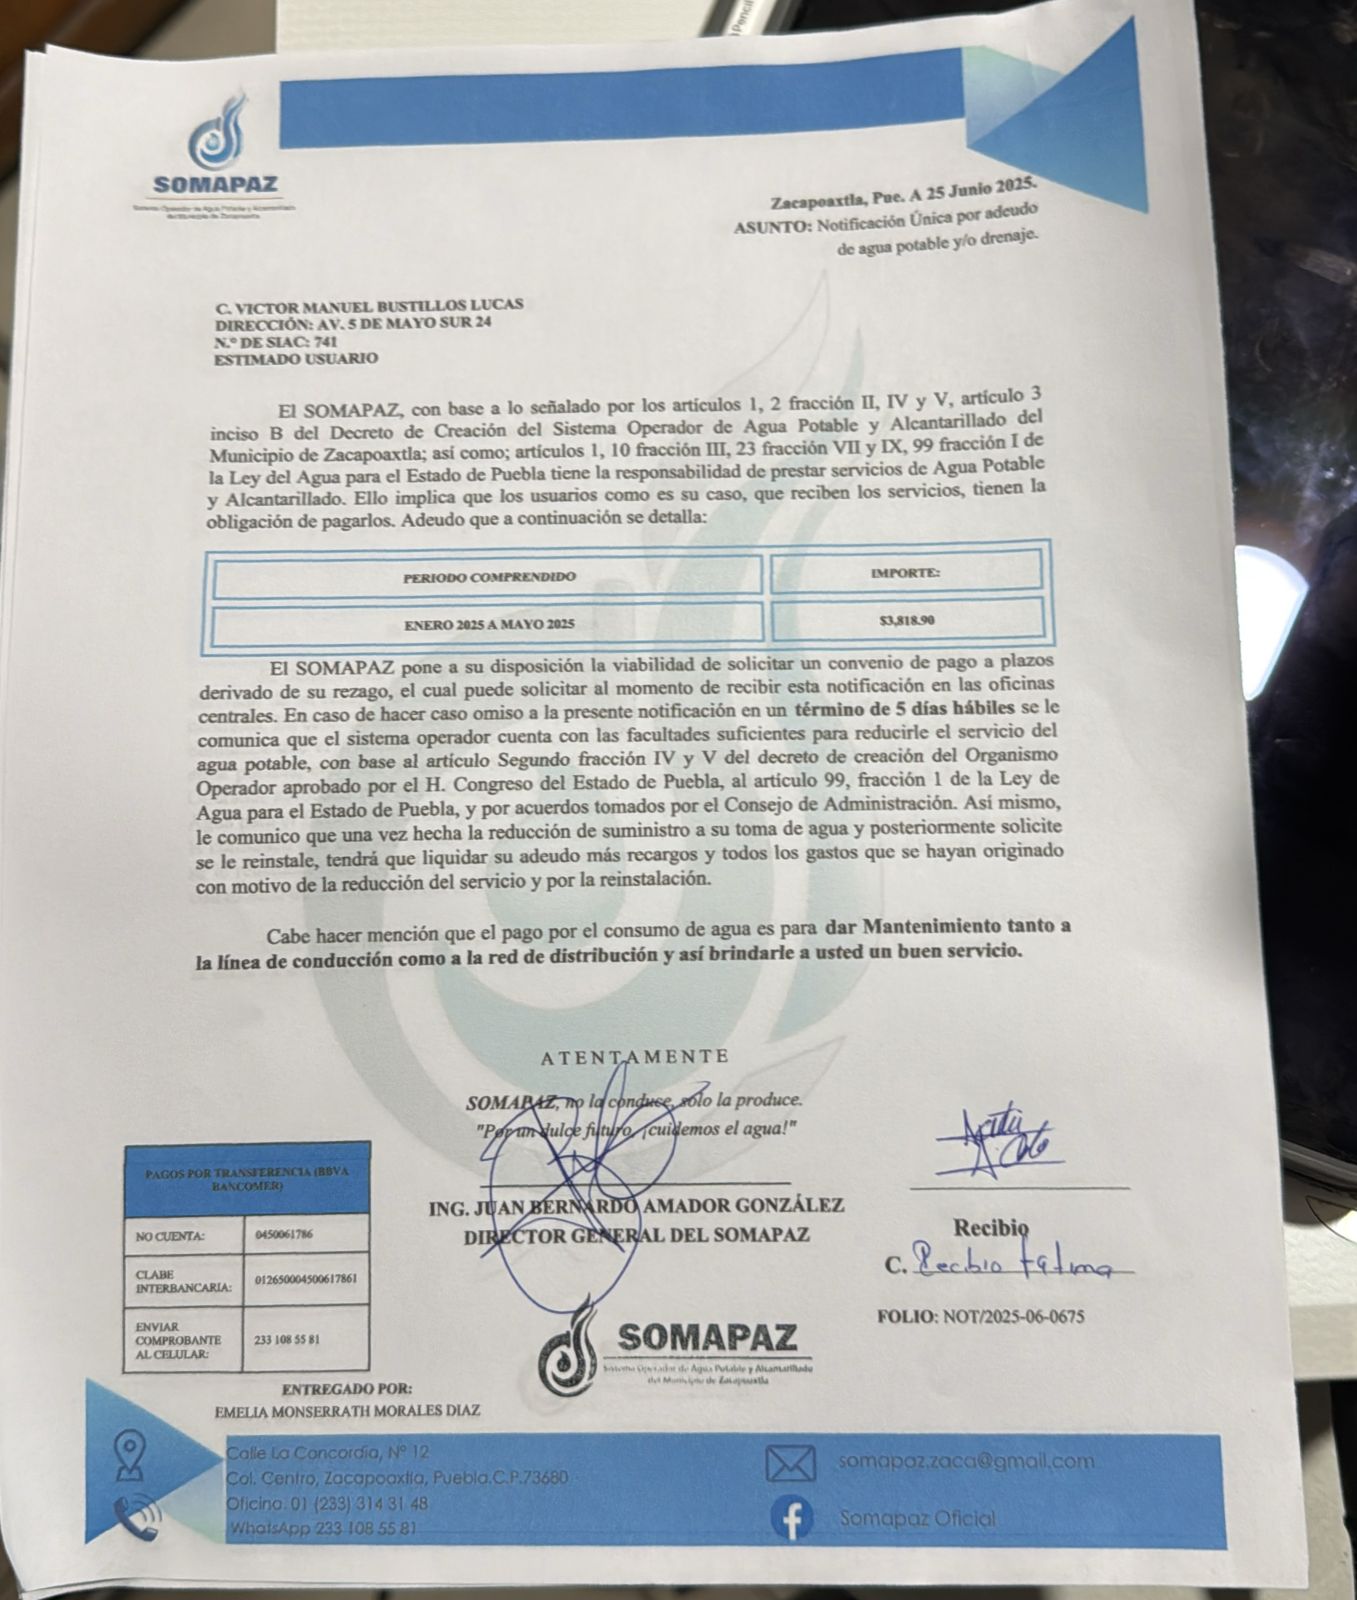 SOMAPAZ
Sistema Operador de Agua Potable y Alcantarillado
del Municipio de Zacapoaxtla
Zacapoaxtla, Pue. A 25 Junio 2025.
ASUNTO: Notificación Única por adeudo
de agua potable y/o drenaje.
C. VICTOR MANUEL BUSTILLOS LUCAS
DIRECCIÓN: AV. 5 DE MAYO SUR 24
N.º DE SIAC: 741
ESTIMADO USUARIO
El SOMAPAZ, con base a lo señalado por los artículos 1, 2 fracción II, IV y V, artículo 3
inciso B del Decreto de Creación del Sistema Operador de Agua Potable y Alcantarillado del
Municipio de Zacapoaxtla; así como; artículos 1, 10 fracción III, 23 fracción VII y IX, 99 fracción I de
la Ley del Agua para el Estado de Puebla tiene la responsabilidad de prestar servicios de Agua Potable
y Alcantarillado. Ello implica que los usuarios como es su caso, que reciben los servicios, tienen la
obligación de pagarlos. Adeudo que a continuación se detalla:
PERIODO COMPRENDIDO IMPORTE:
ENERO 2025 A MAYO 2025 $3,818.90
El SOMAPAZ pone a su disposición la viabilidad de solicitar un convenio de pago a plazos
derivado de su rezago, el cual puede solicitar al momento de recibir esta notificación en las oficinas
centrales. En caso de hacer caso omiso a la presente notificación en un término de 5 días hábiles se le
comunica que el sistema operador cuenta con las facultades suficientes para reducirle el servicio del
agua potable, con base al artículo Segundo fracción IV y V del decreto de creación del Organismo
Operador aprobado por el H. Congreso del Estado de Puebla, al artículo 99, fracción 1 de la Ley de
Agua para el Estado de Puebla, y por acuerdos tomados por el Consejo de Administración. Así mismo,
le comunico que una vez hecha la reducción de suministro a su toma de agua y posteriormente solicite
se le reinstale, tendrá que liquidar su adeudo más recargos y todos los gastos que se hayan originado
con motivo de la reducción del servicio y por la reinstalación.
Cabe hacer mención que el pago por el consumo de agua es para dar Mantenimiento tanto a
la línea de conducción como a la red de distribución y así brindarle a usted un buen servicio.
ATENTAMENTE
SOMAPAZ, no la conduce, sólo la produce.
"Por un dulce futuro, ¡cuidemos el agua!"
ING. JUAN BERNARDO AMADOR GONZÁLEZ
DIRECTOR GENERAL DEL SOMAPAZ
Recibio
C. Recibio Fatima
FOLIO: NOT/2025-06-0675
PAGOS POR TRANSFERENCIA (BBVA
BANCOMER)
NO CUENTA: 0450061786
CLABE
INTERBANCARIA: 012650004500617861
ENVIAR
COMPROBANTE
AL CELULAR: 233 108 55 81
SOMAPAZ
Sistema Operador de Agua Potable y Alcantarillado
del Municipio de Zacapoaxtla
ENTREGADO POR:
EMELIA MONSERRATH MORALES DIAZ
Calle La Concordia, Nº 12
Col. Centro, Zacapoaxtla, Puebla.C.P.73680
Oficina: 01 (233) 314 31 48
WhatsApp 233 108 55 81
somapaz.zaca@gmail.com
Somapaz Oficial
Pencil